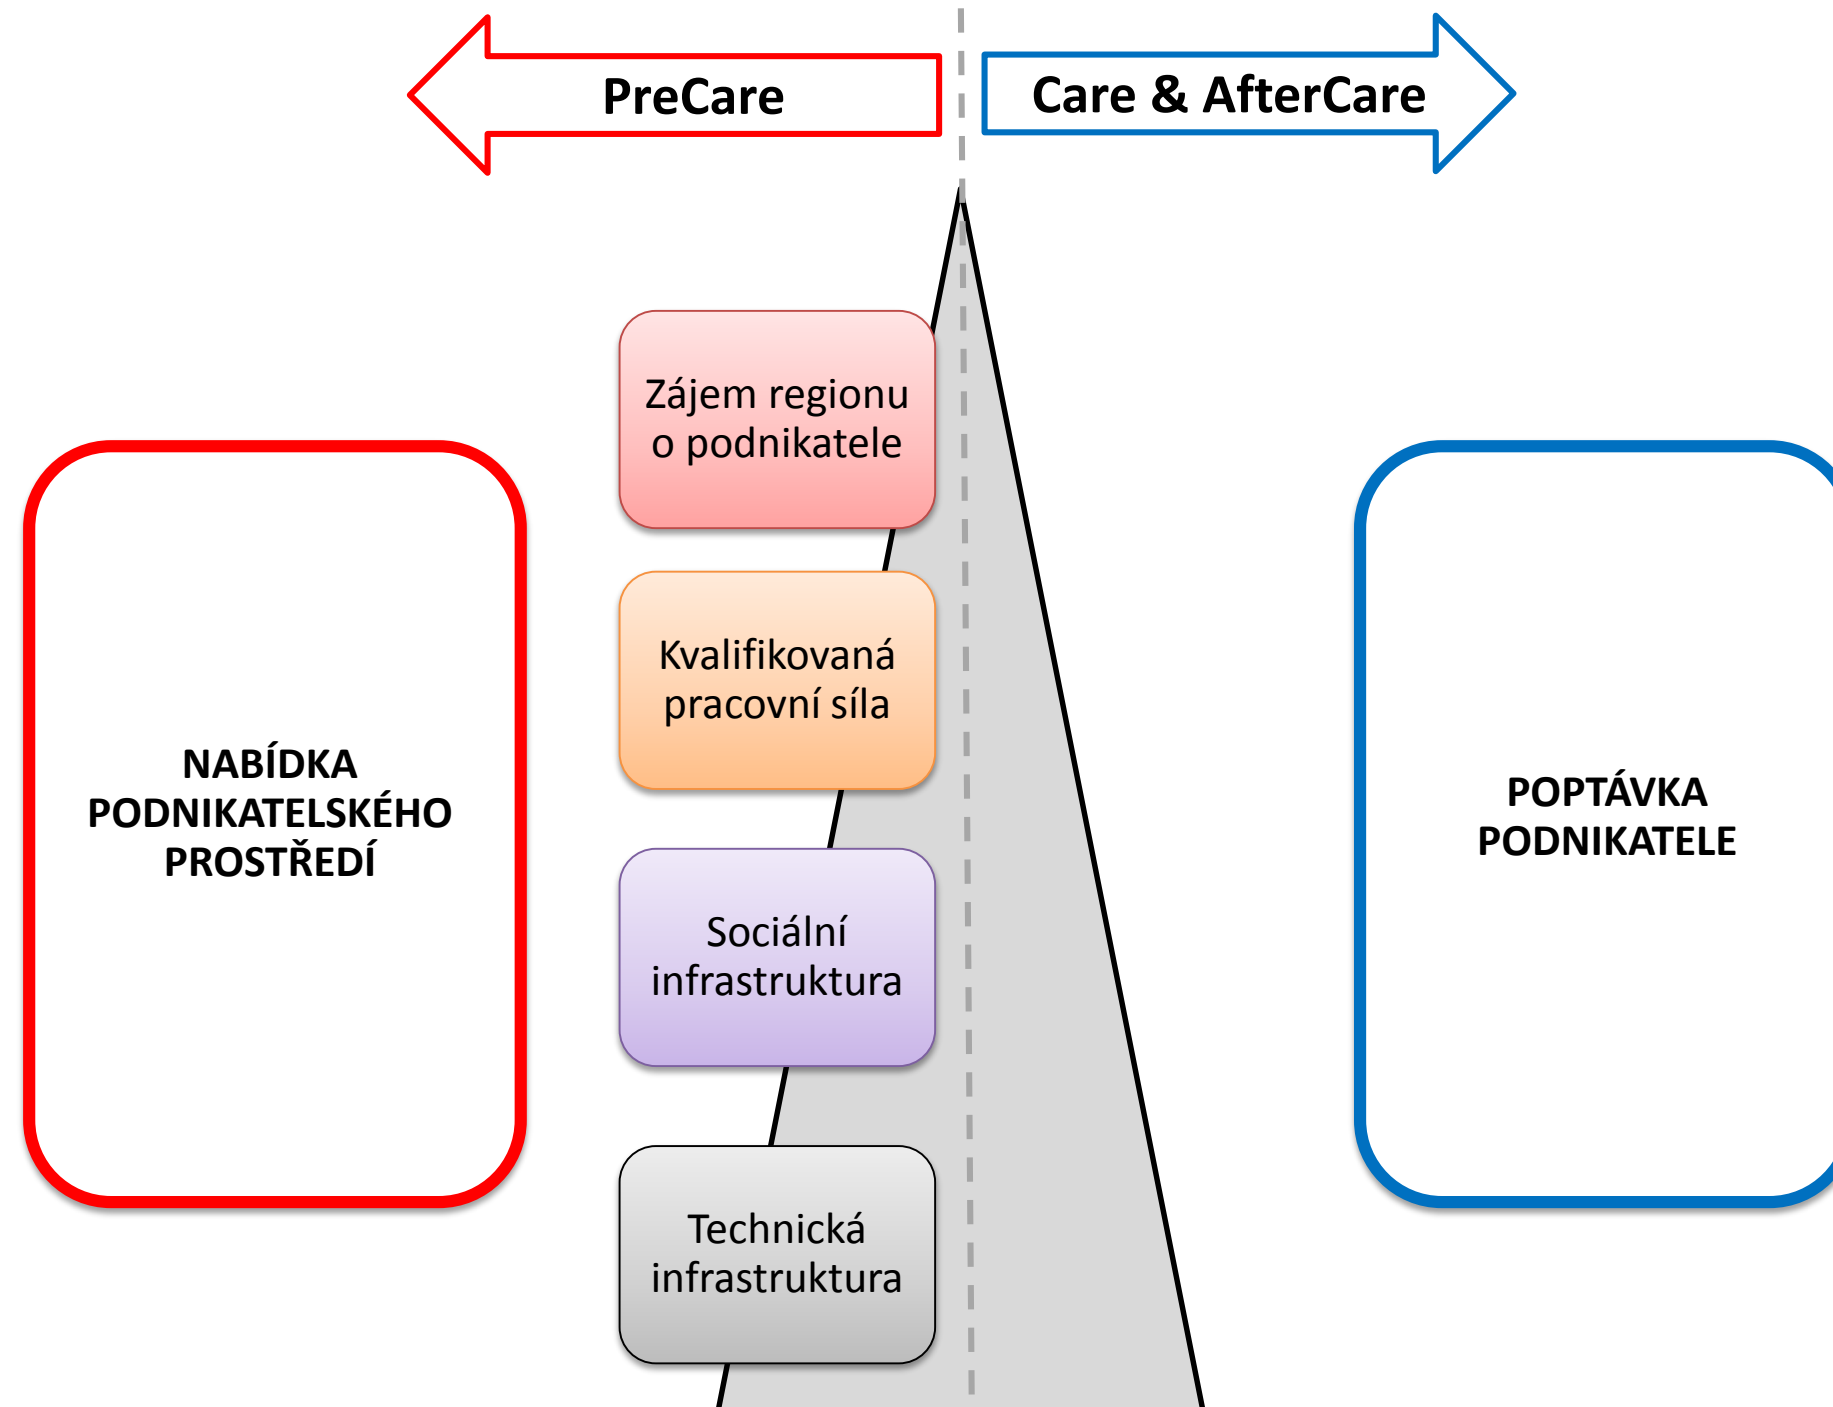 PreCare
Care & AfterCare
Zájem regionu
o podnikatele
Kvalifikovaná
pracovní síla
NABÍDKA
PODNIKATELSKÉHO
PROSTŘEDÍ
POPTÁVKA
PODNIKATELE
Sociální
infrastruktura
Technická
infrastruktura